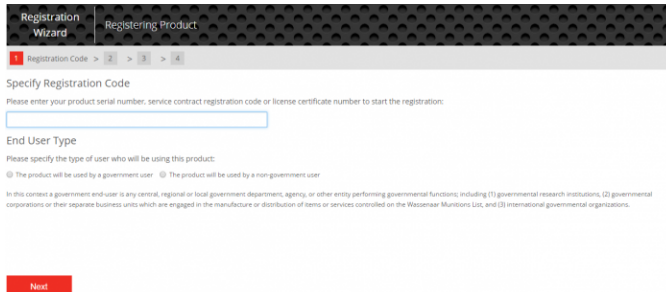 Registration
Wizard
Registering Product
1 Registration Code > 2 > 3 > 4
Specify Registration Code
Please enter your product serial number, service contract registration code or license certificate number to start the registration:
End User Type
Please specify the type of user who will be using this product:
The product will be used by a government user The product will be used by a non-government user
In this context a government end-user is any central, regional or local government department, agency, or other entity performing governmental functions; including (1) governmental research institutions, (2) governmental
corporations or their separate business units which are engaged in the manufacture or distribution of items or services controlled on the Wassenaar Munitions List, and (3) international governmental organizations.
Next